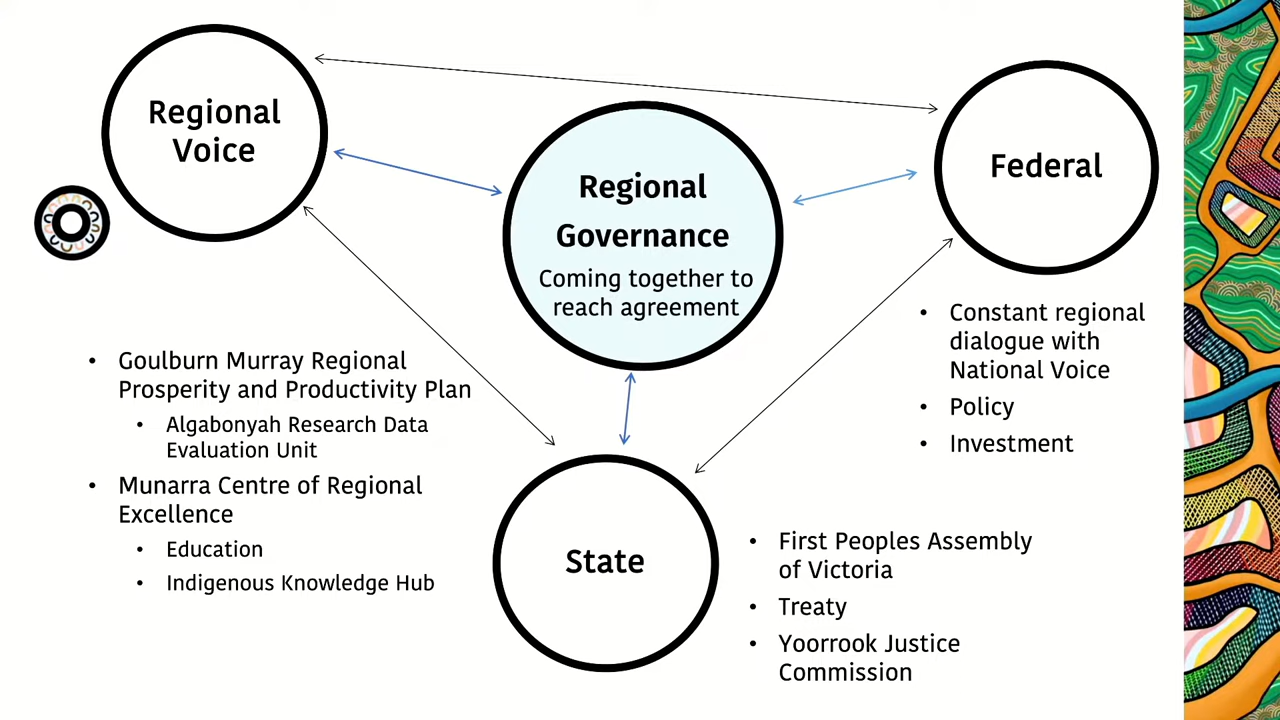 Regional
Voice
Regional
Governance
Coming together to
reach agreement
Federal
• Goulburn Murray Regional
Prosperity and Productivity Plan
• Algabonyah Research Data
Evaluation Unit
• Munarra Centre of Regional
Excellence
• Education
• Indigenous Knowledge Hub
• Constant regional
dialogue with
National Voice
• Policy
• Investment
State
• First Peoples Assembly
of Victoria
• Treaty
• Yoorrook Justice
Commission